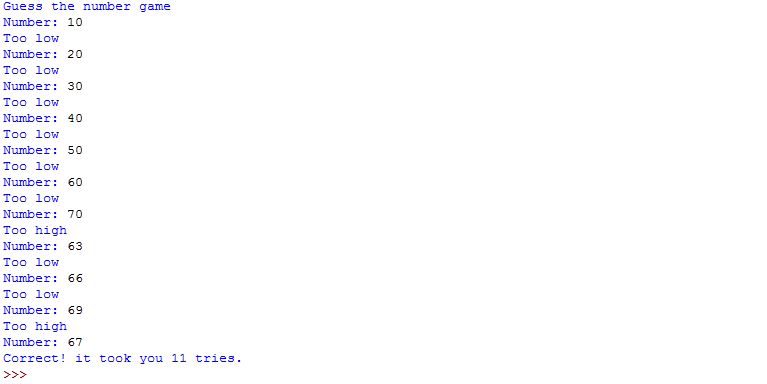 Guess the number game
Number: 10
Too low
Number: 20
Too low
Number: 30
Too low
Number: 40
Too low
Number: 50
Too low
Number: 60
Too low
Number: 70
Too high
Number: 63
Too low
Number: 66
Too low
Number: 69
Too high
Number: 67
Correct! it took you 11 tries.
>>>